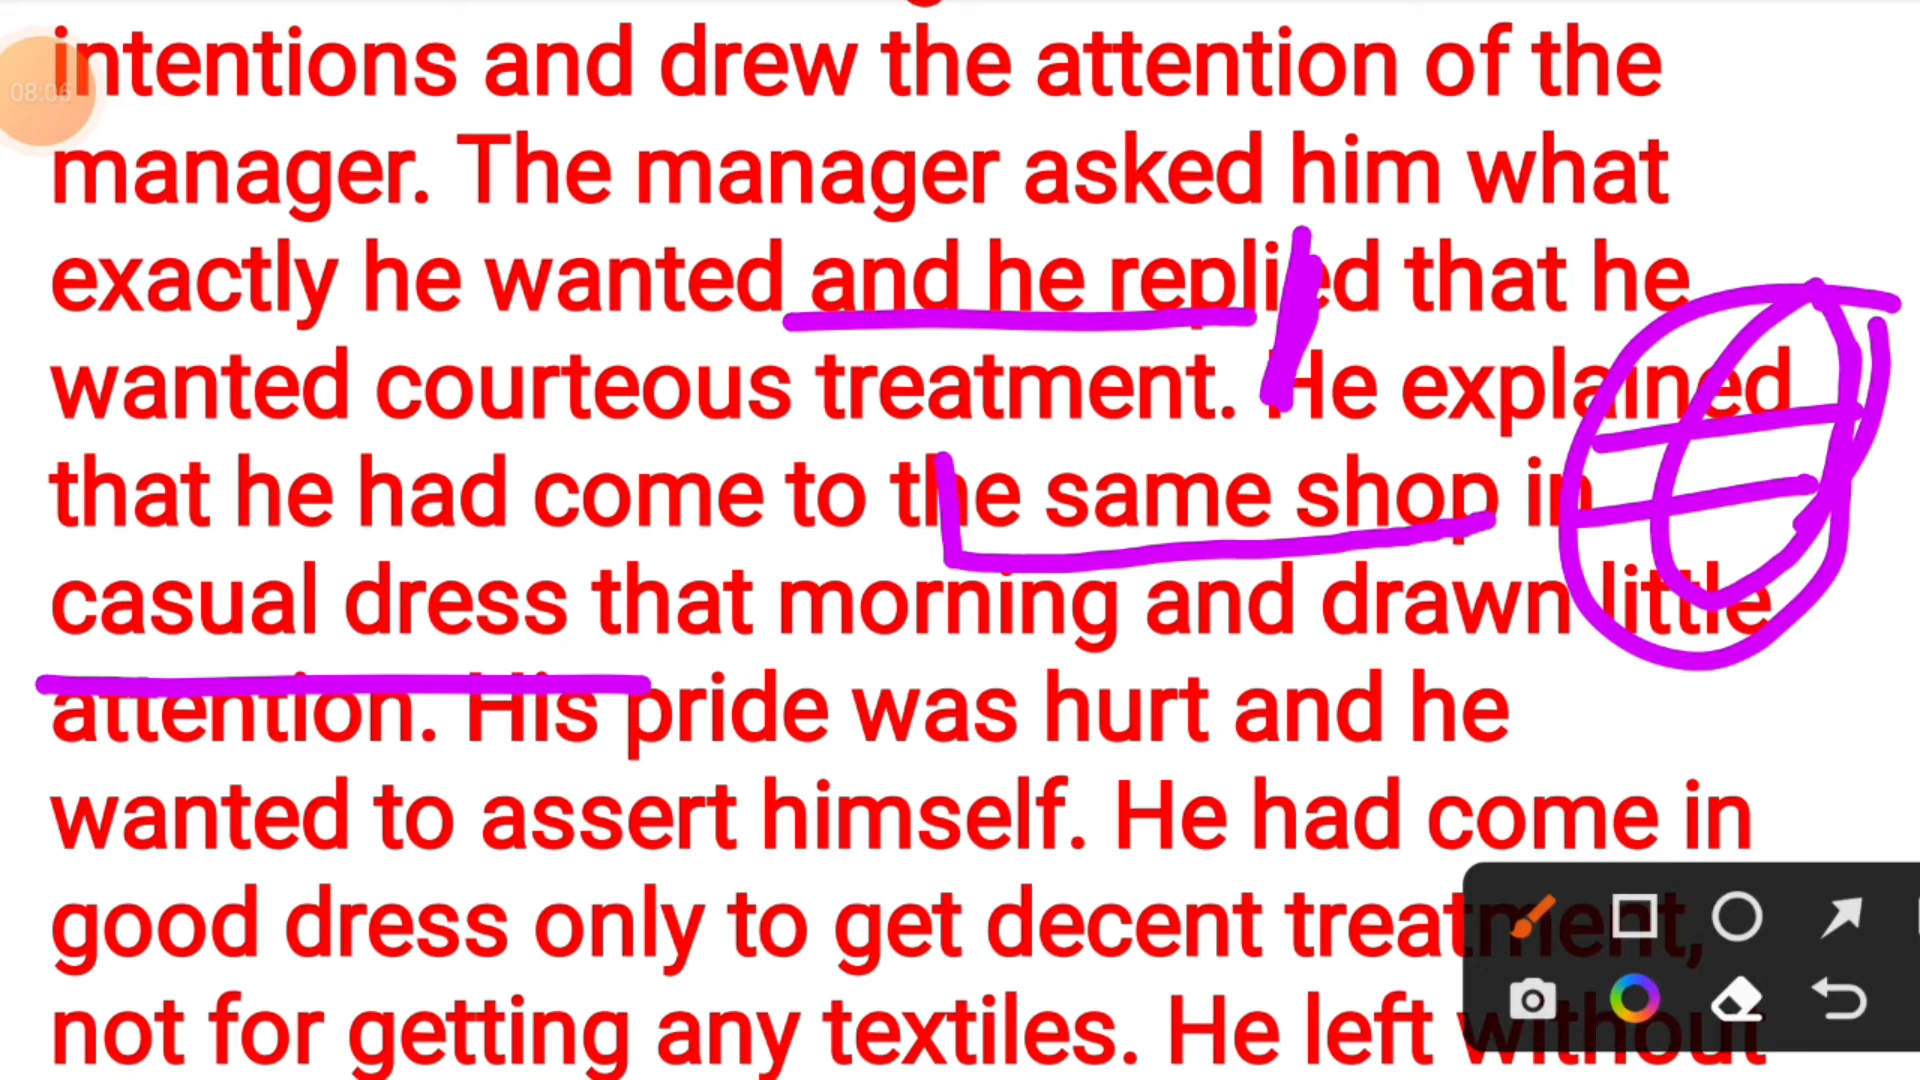 08:06
intentions and drew the attention of the
manager. The manager asked him what
exactly he wanted and he replied that he
wanted courteous treatment. He explained
that he had come to the same shop in
casual dress that morning and drawn little
attention. His pride was hurt and he
wanted to assert himself. He had come in
good dress only to get decent treatment,
not for getting any textiles. He left without